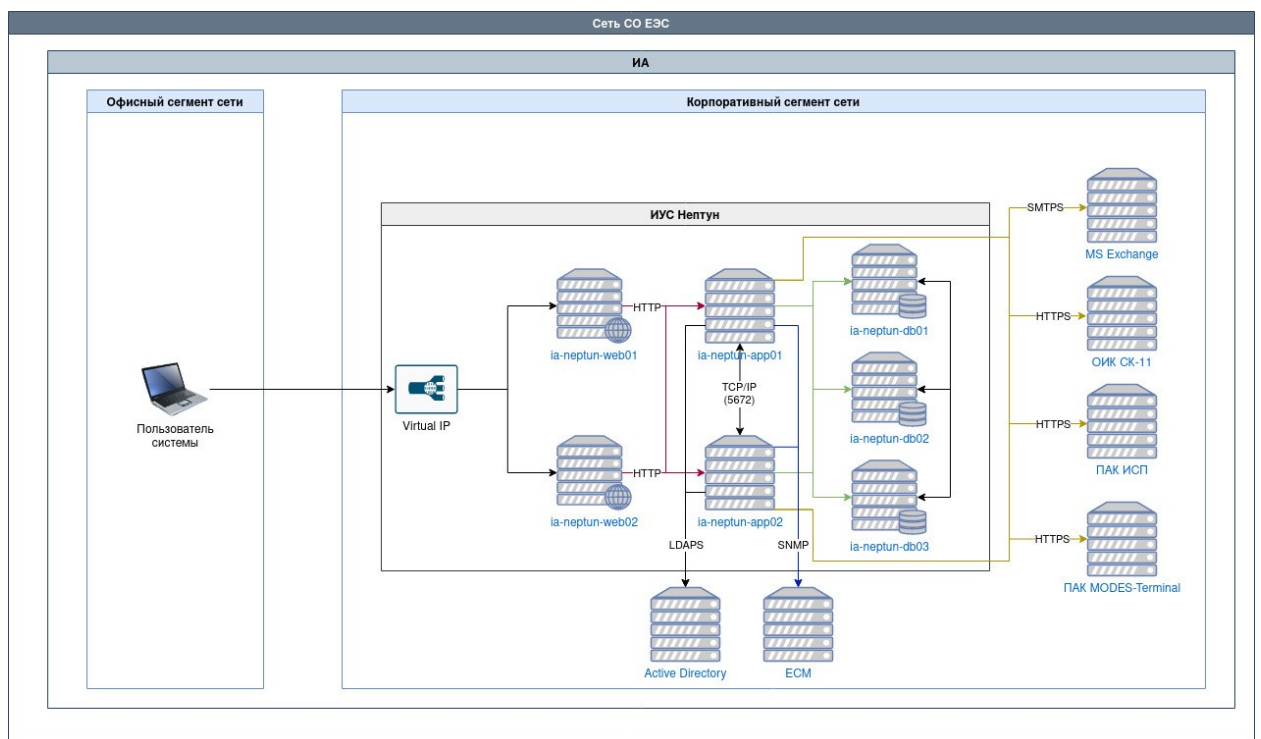 Сеть СО ЕЭС
ИА
Офисный сегмент сети
Корпоративный сегмент сети
ИУС Нептун
SMTPS
MS Exchange
HTTP
ia-neptun-web01
ia-neptun-app01
ia-neptun-db01
HTTPS
ОИК СК-11
TCP/IP
(5672)
Virtual IP
Пользователь
системы
ia-neptun-db02
HTTPS
ПАК ИСП
HTTP
ia-neptun-web02
ia-neptun-app02
ia-neptun-db03
LDAPS
SNMP
HTTPS
ПАК MODES-Terminal
Active Directory
ECM